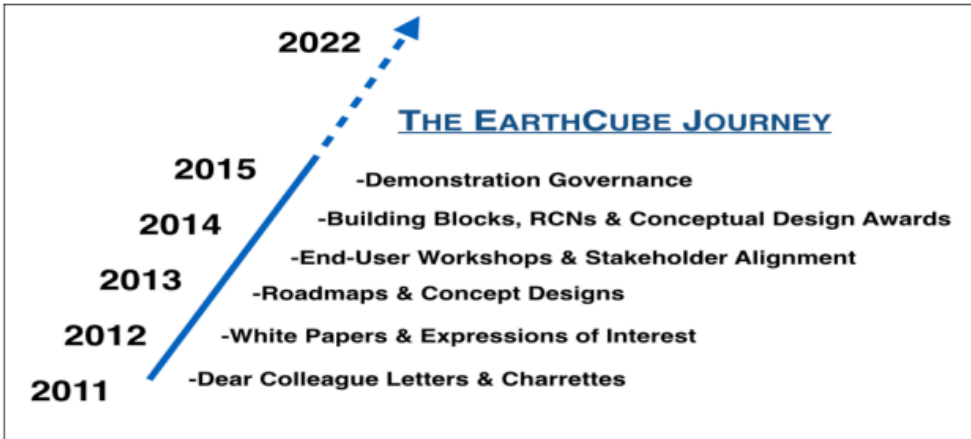 2022
THE EARTHCUBE JOURNEY
2015
-Demonstration Governance
2014
-Building Blocks, RCNs & Conceptual Design Awards
-End-User Workshops & Stakeholder Alignment
2013
-Roadmaps & Concept Designs
2012
-White Papers & Expressions of Interest
2011
-Dear Colleague Letters & Charrettes